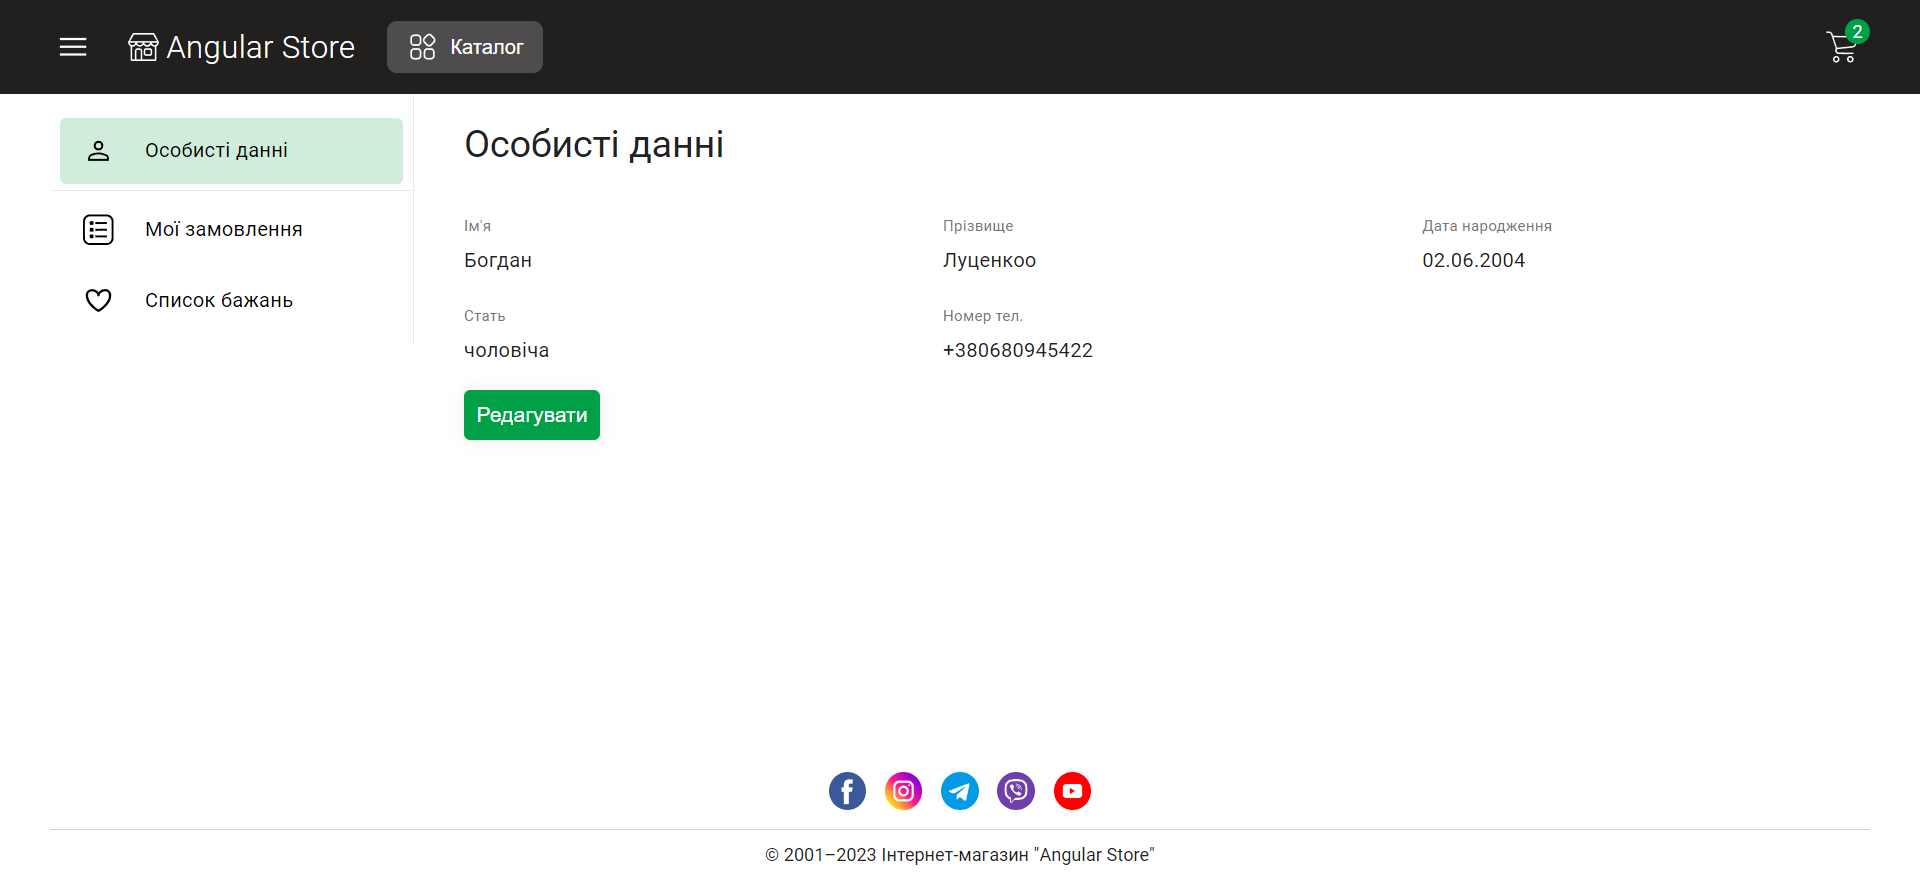 Angular Store
Каталог
2
Особисті данні
Мої замовлення
Список бажань
Особисті данні
Ім'я
Прізвище
Дата народження
Богдан
Луценкоо
02.06.2004
Стать
Номер тел.
чоловіча
+380680945422
Редагувати
© 2001–2023 Інтернет-магазин "Angular Store"